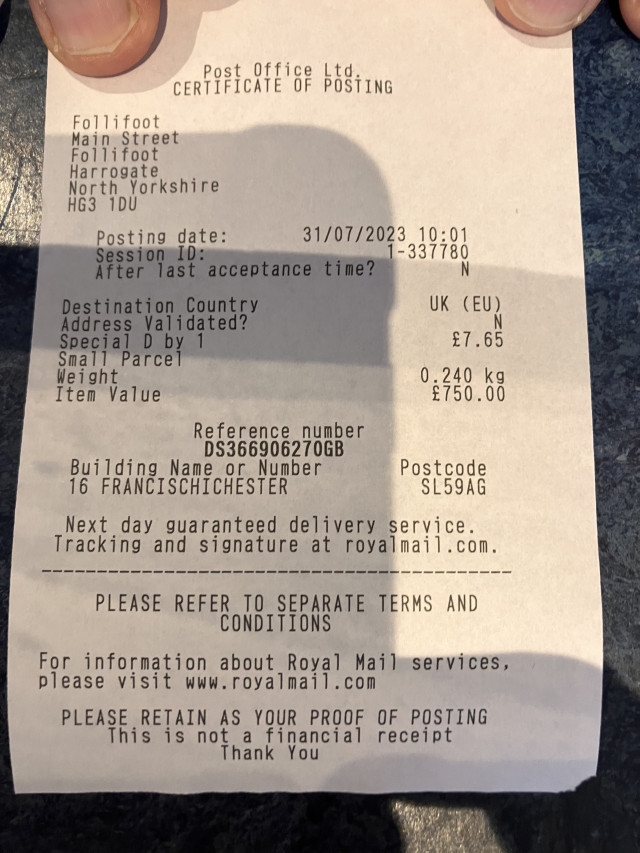 Post Office Ltd.
CERTIFICATE OF POSTING
Follifoot
Main Street
Follifoot
Harrogate
North Yorkshire
HG3 1DU
Posting date: 31/07/2023 10:01
Session ID: 1-337780
After last acceptance time? N
Destination Country UK (EU)
Address Validated? N
Special D by 1 £7.65
Small Parcel
Weight 0.240 kg
Item Value £750.00
Reference number
DS366906270GB
Building Name or Number Postcode
16 FRANCISCHICHESTER SL59AG
Next day guaranteed delivery service.
Tracking and signature at royalmail.com.
------------------------------------------
PLEASE REFER TO SEPARATE TERMS AND
CONDITIONS
For information about Royal Mail services,
please visit www.royalmail.com
PLEASE RETAIN AS YOUR PROOF OF POSTING
This is not a financial receipt
Thank You